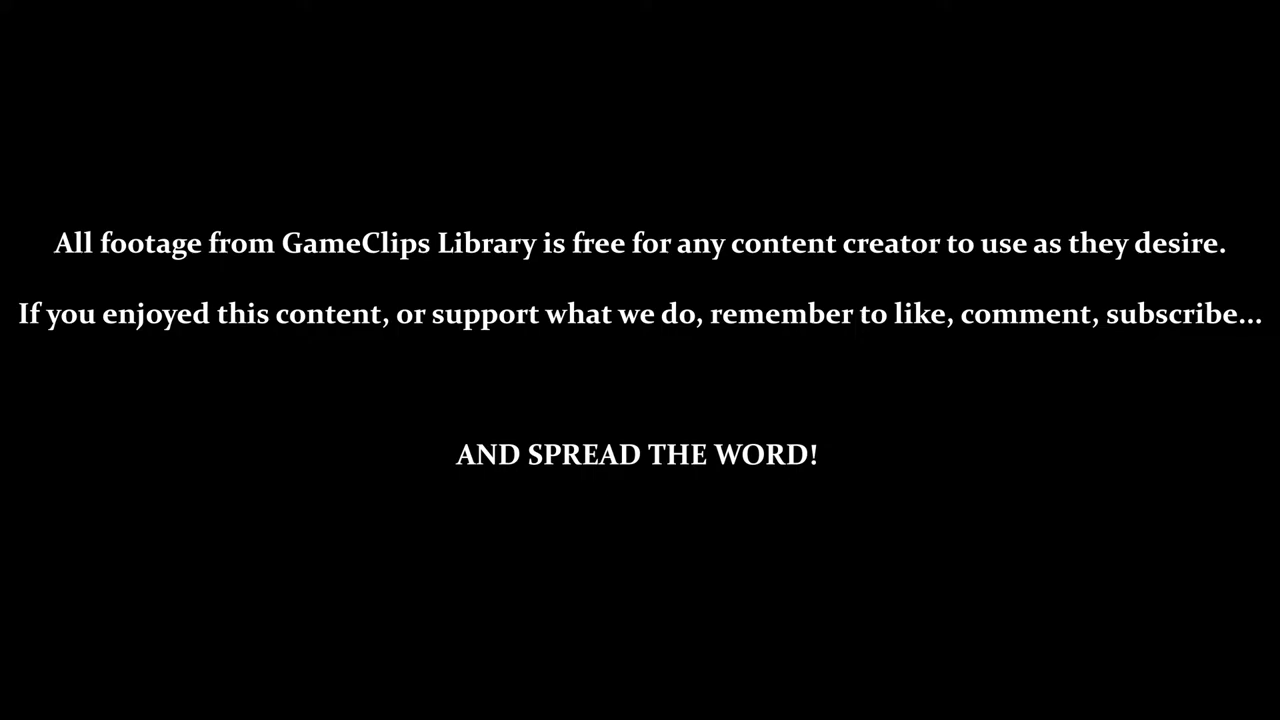 All footage from GameClips Library is free for any content creator to use as they desire.
If you enjoyed this content, or support what we do, remember to like, comment, subscribe...
AND SPREAD THE WORD!